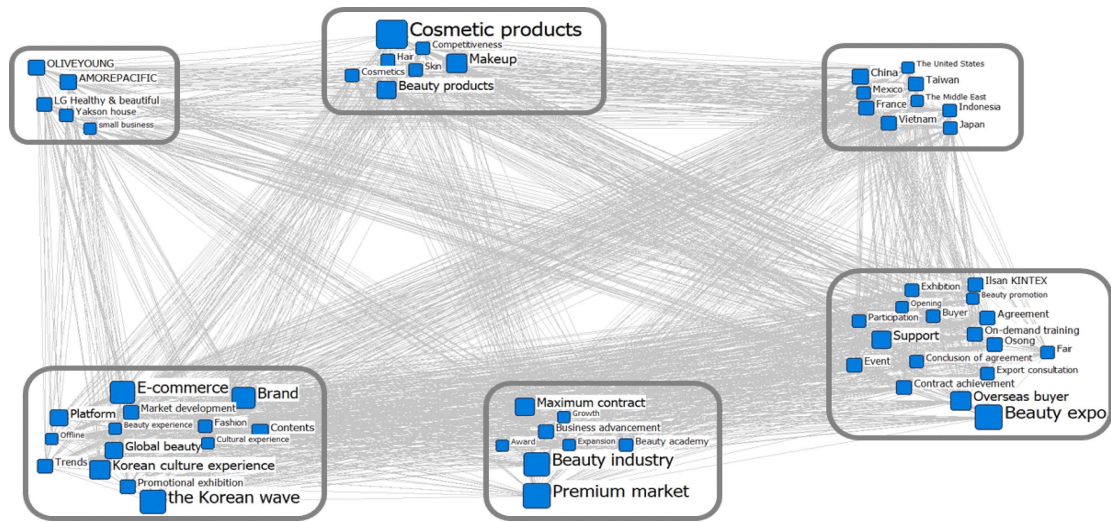 OLIVEYOUNG
AMOREPACIFIC
LG Healthy & beautiful
Yakson house
small business
Cosmetic products
Competitiveness
Hair
Makeup
Skin
Cosmetics
Beauty products
The United States
China
Taiwan
Mexico
The Middle East
France
Indonesia
Vietnam
Japan
E-commerce
Brand
Market development
Platform
Beauty experience
Fashion
Contents
Offline
Cultural experience
Global beauty
Trends
Korean culture experience
Promotional exhibition
the Korean wave
Maximum contract
Growth
Business advancement
Award
Expansion
Beauty academy
Beauty industry
Premium market
Ilsan KINTEX
Exhibition
Beauty promotion
Opening
Participation
Buyer
Agreement
Support
On-demand training
Osong
Fair
Event
Conclusion of agreement
Export consultation
Contract achievement
Overseas buyer
Beauty expo